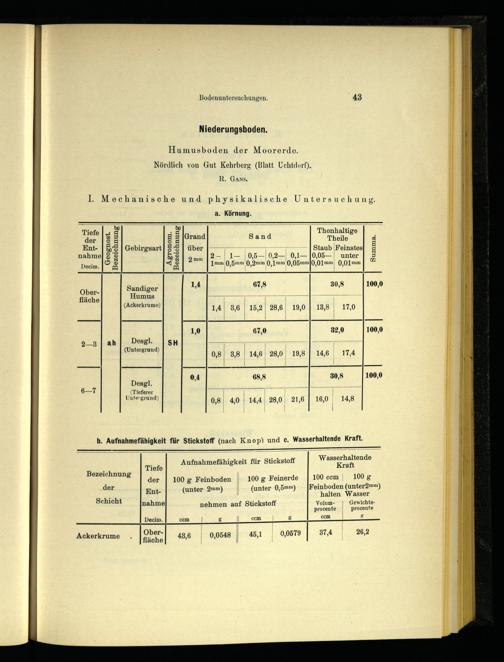 Bodenuntersuchungen. 43
Niederungsboden.
Humusboden der Moorerde.
Nördlich von Gut Kehrberg (Blatt Uchtdorf).
R. Gans.
I. Mechanische und physikalische Untersuchung.
a. Körnung.
Tiefe der Entnahme Decim. Geognost. Bezeichnung Gebirgsart Agronom. Bezeichnung Grand über 2mm Sand Thonhaltige Theile Summa.
2—1mm 1—0,5mm 0,5—0,2mm 0,2—0,1mm 0,1—0,05mm Staub 0,05—0,01mm Feinstes unter 0,01mm
Oberfläche Sandiger Humus (Ackerkrume) 1,4 67,8 30,8 100,0
1,4 3,6 15,2 28,6 19,0 13,8 17,0
2—3 ah Desgl. (Untergrund) SH 1,0 67,0 32,0 100,0
0,8 3,8 14,6 28,0 19,8 14,6 17,4
6—7 Desgl. (Tieferer Untergrund) 0,4 68,8 30,8 100,0
0,8 4,0 14,4 28,0 21,6 16,0 14,8
b. Aufnahmefähigkeit für Stickstoff (nach Knop) und c. Wasserhaltende Kraft.
Bezeichnung der Schicht Tiefe der Entnahme Decim. Aufnahmefähigkeit für Stickstoff Wasserhaltende Kraft
100 g Feinboden (unter 2mm) 100 g Feinerde (unter 0,5mm) 100 ccm 100 g Feinboden (unter 2mm) halten Wasser
nehmen auf Stickstoff Volumprocente Gewichtsprocente
ccm g ccm g ccm g
Ackerkrume . Oberfläche 43,6 0,0548 45,1 0,0579 37,4 26,2